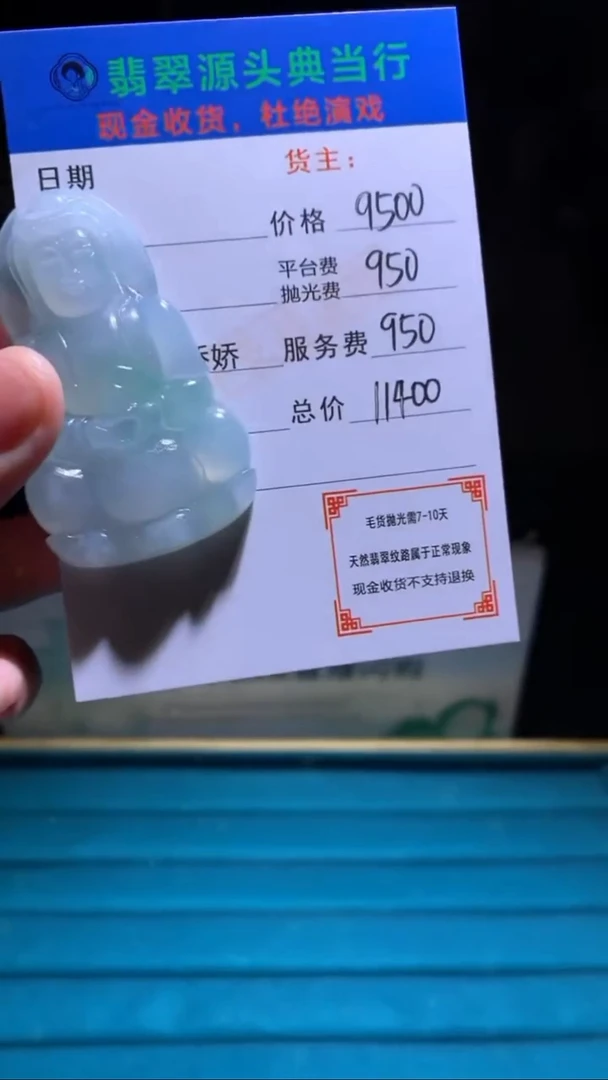 翡翠源头典当行
现金收货，杜绝演戏
日期
货主：
价格 9500
平台费
抛光费 950
娇 服务费 950
总价 11400
毛货抛光需7-10天
天然翡翠纹路属于正常现象
现金收货不支持退换